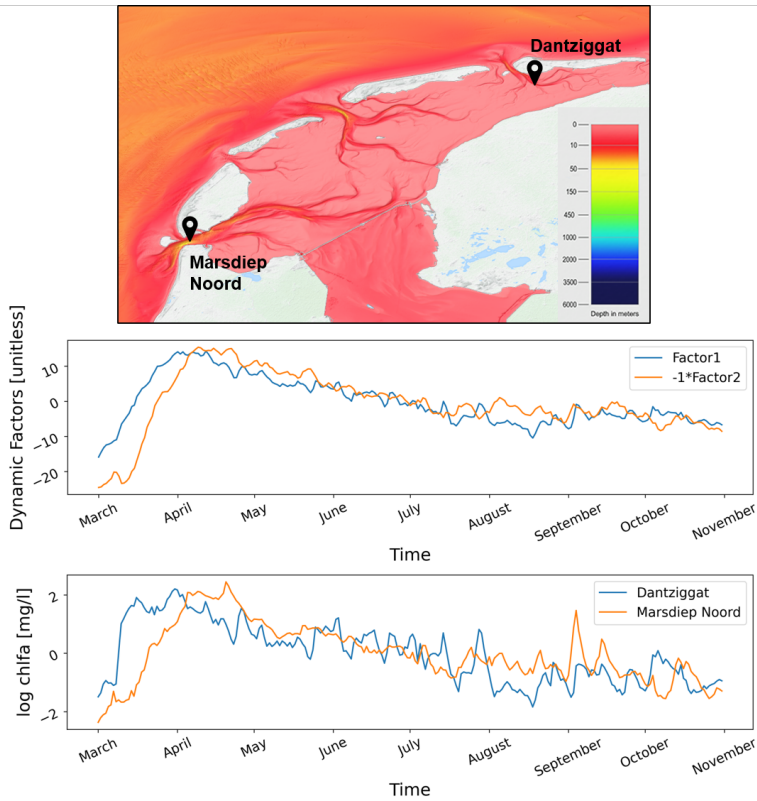 Dantziggat
Marsdiep
Noord
0
10
50
150
450
1000
2000
3500
6000
Depth in meters
Dynamic Factors [unitless]
10
0
−10
−20
Factor1
-1*Factor2
March
April
May
June
July
August
September
October
November
Time
log chlfa [mg/l]
2
0
−2
Dantziggat
Marsdiep Noord
March
April
May
June
July
August
September
October
November
Time